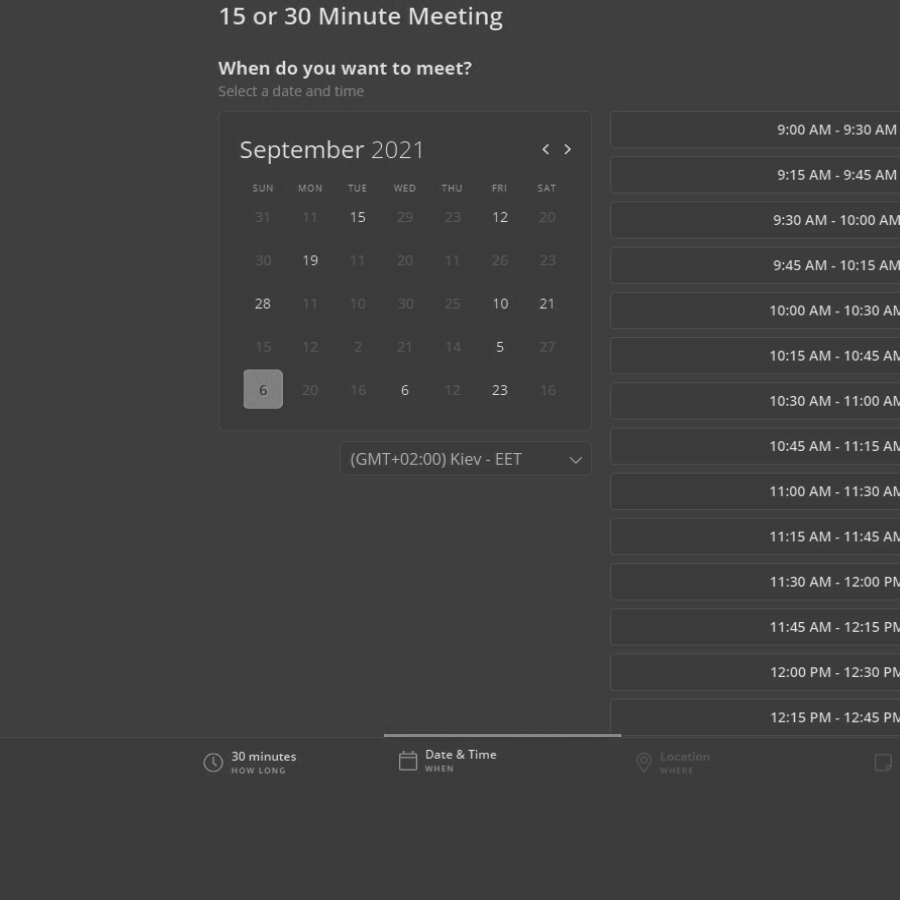 15 or 30 Minute Meeting
When do you want to meet?
Select a date and time
September 2021
SUN MON TUE WED THU FRI SAT
31 11 15 29 23 12 20
30 19 11 20 11 26 23
28 11 10 30 25 10 21
15 12 2 21 14 5 27
6 20 16 6 12 23 16
(GMT+02:00) Kiev - EET
9:00 AM - 9:30 AM
9:15 AM - 9:45 AM
9:30 AM - 10:00 AM
9:45 AM - 10:15 AM
10:00 AM - 10:30 AM
10:15 AM - 10:45 AM
10:30 AM - 11:00 AM
10:45 AM - 11:15 AM
11:00 AM - 11:30 AM
11:15 AM - 11:45 AM
11:30 AM - 12:00 PM
11:45 AM - 12:15 PM
12:00 PM - 12:30 PM
12:15 PM - 12:45 PM
30 minutes
HOW LONG
Date & Time
WHEN
Location
WHERE